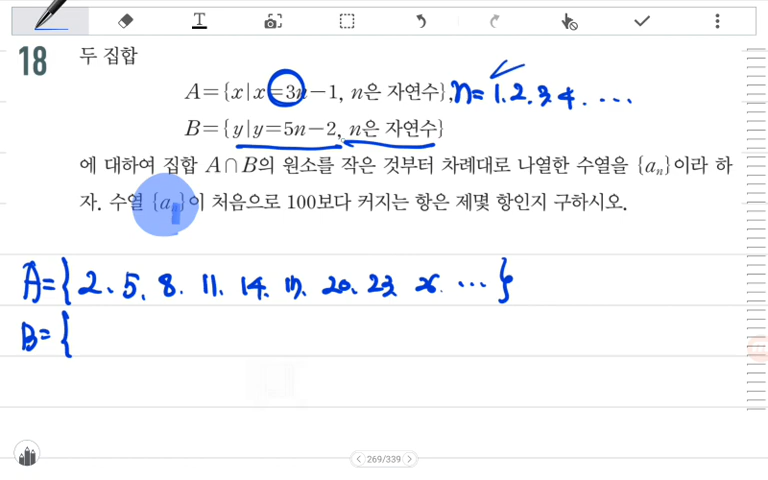 T
18 두 집합
A={x|x=3n−1, n은 자연수}, n= 1, 2, 3, 4. ....
B={y|y=5n−2, n은 자연수}
에 대하여 집합 A∩B의 원소를 작은 것부터 차례대로 나열한 수열을 {aₙ}이라 하
자. 수열 {aₙ}이 처음으로 100보다 커지는 항은 제몇 항인지 구하시오.
A={ 2、5、8. 11. 14. 17. 20. 23 26. ... }
B={
269/339